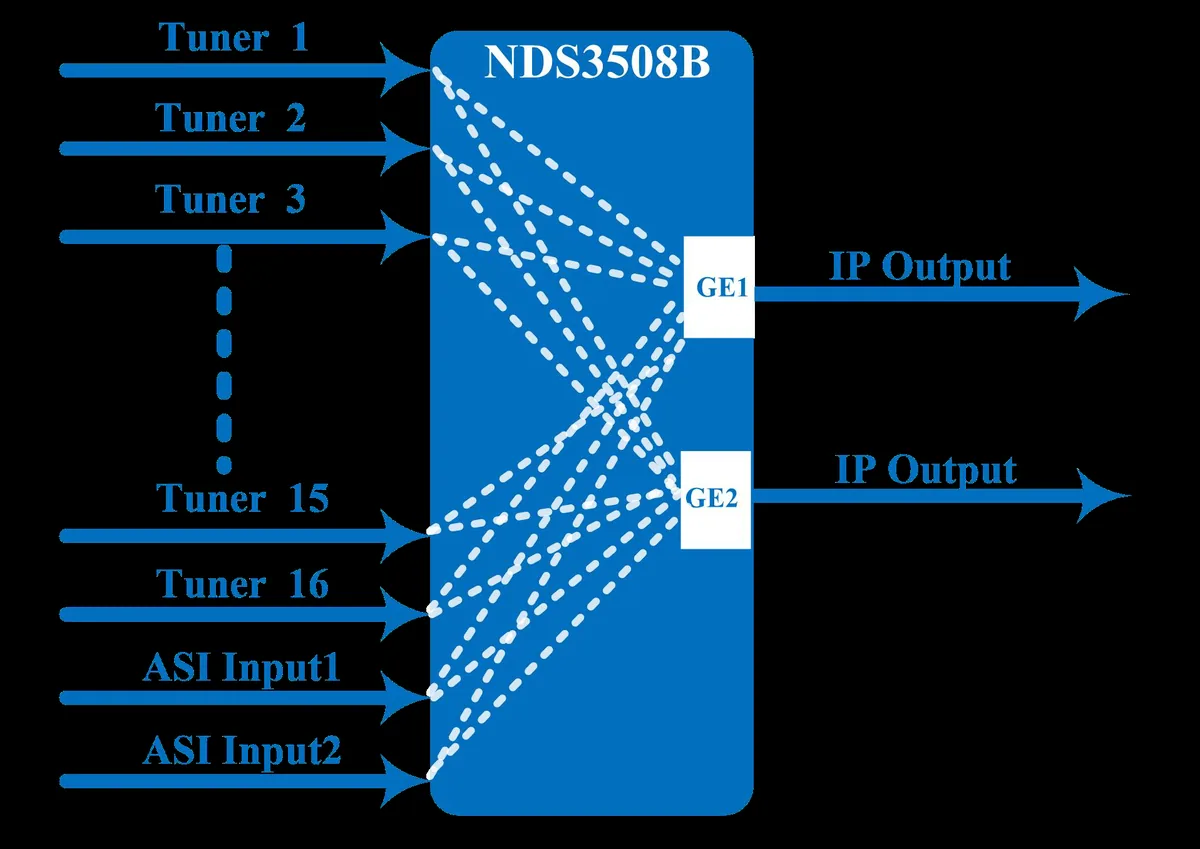 Tuner 1
NDS3508B
Tuner 2
Tuner 3
GE1
IP Output
GE2
IP Output
Tuner 15
Tuner 16
ASI Input1
ASI Input2